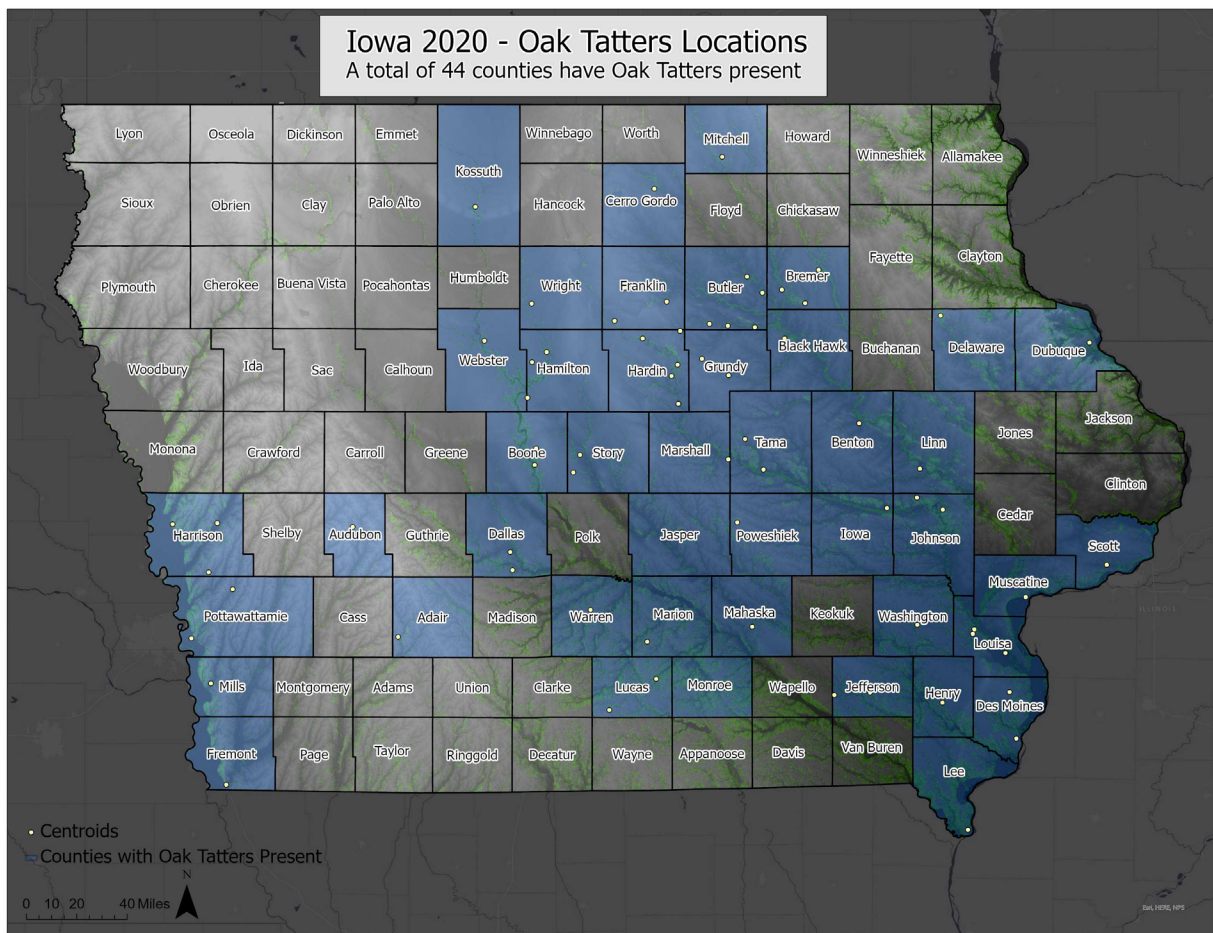 Iowa 2020 - Oak Tatters Locations
A total of 44 counties have Oak Tatters present
Lyon
Osceola
Dickinson
Emmet
Kossuth
Winnebago
Worth
Mitchell
Howard
Winneshiek
Allamakee
Sioux
Obrien
Clay
Palo Alto
Hancock
Cerro Gordo
Floyd
Chickasaw
Plymouth
Cherokee
Buena Vista
Pocahontas
Humboldt
Wright
Franklin
Butler
Bremer
Fayette
Clayton
Woodbury
Ida
Sac
Calhoun
Webster
Hamilton
Hardin
Grundy
Black Hawk
Buchanan
Delaware
Dubuque
Monona
Crawford
Carroll
Greene
Boone
Story
Marshall
Tama
Benton
Linn
Jones
Jackson
Clinton
Harrison
Shelby
Audubon
Guthrie
Dallas
Polk
Jasper
Poweshiek
Iowa
Johnson
Cedar
Scott
Muscatine
Pottawattamie
Cass
Adair
Madison
Warren
Marion
Mahaska
Keokuk
Washington
Louisa
Mills
Montgomery
Adams
Union
Clarke
Lucas
Monroe
Wapello
Jefferson
Henry
Des Moines
Fremont
Page
Taylor
Ringgold
Decatur
Wayne
Appanoose
Davis
Van Buren
Lee
ILLINOIS
Centroids
Counties with Oak Tatters Present
N
0 10 20 40 Miles
Esri, HERE, NPS